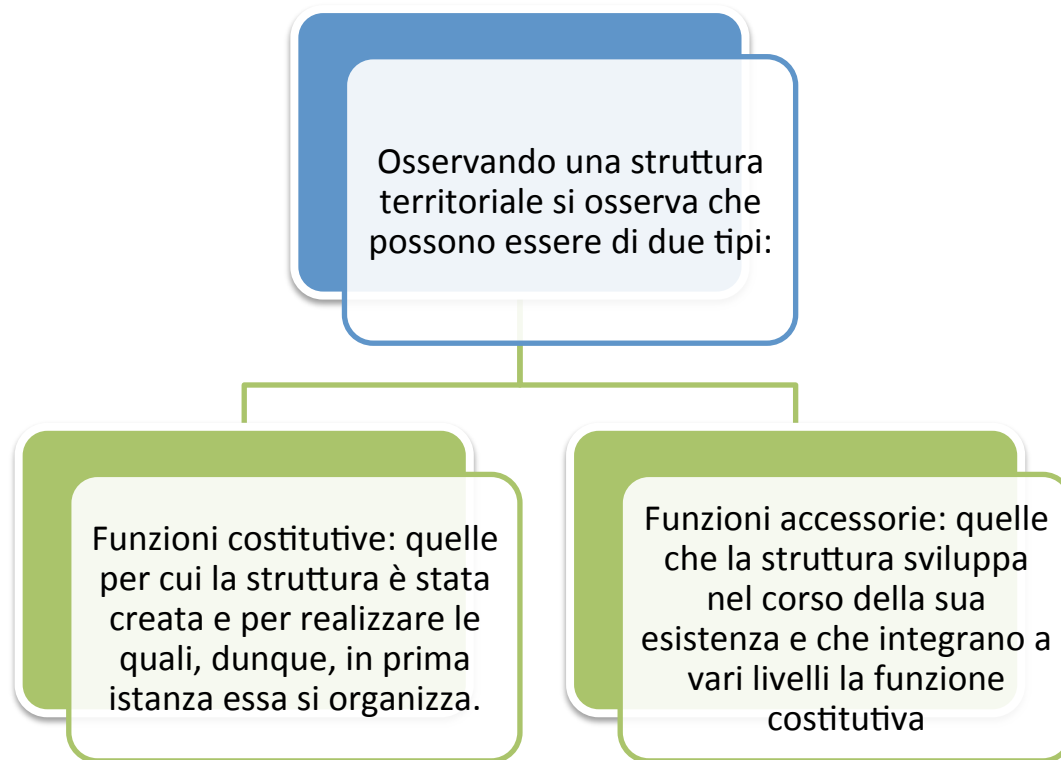 Osservando una struttura
territoriale si osserva che
possono essere di due tipi:
Funzioni costitutive: quelle
per cui la struttura è stata
creata e per realizzare le
quali, dunque, in prima
istanza essa si organizza.
Funzioni accessorie: quelle
che la struttura sviluppa
nel corso della sua
esistenza e che integrano a
vari livelli la funzione
costitutiva